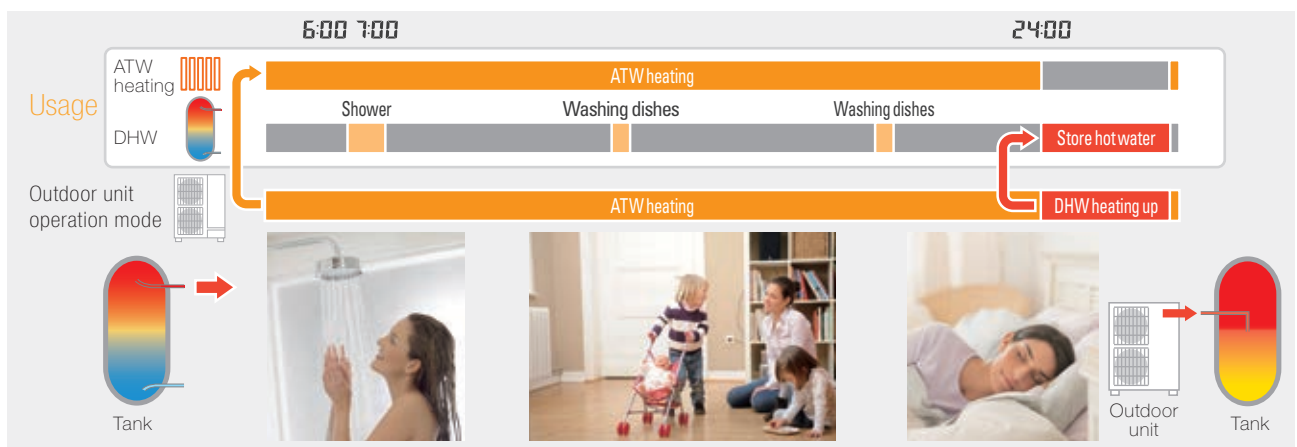 6:00 7:00 24:00
Usage
ATW
heating
ATW heating
Shower Washing dishes Washing dishes
DHW
Store hot water
Outdoor unit
operation mode
ATW heating
DHW heating up
Tank
Outdoor
unit
Tank